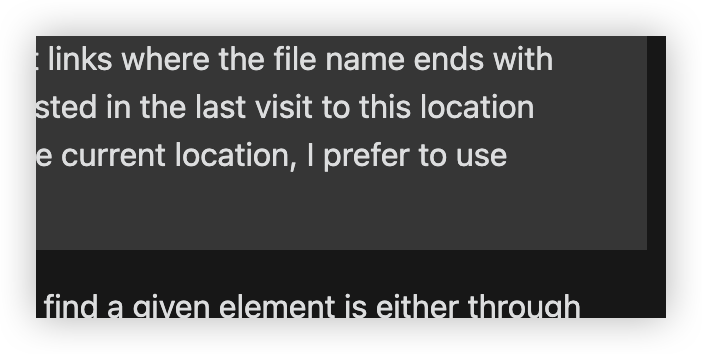 links where the file name ends with
sted in the last visit to this location
e current location, I prefer to use
find a given element is either through